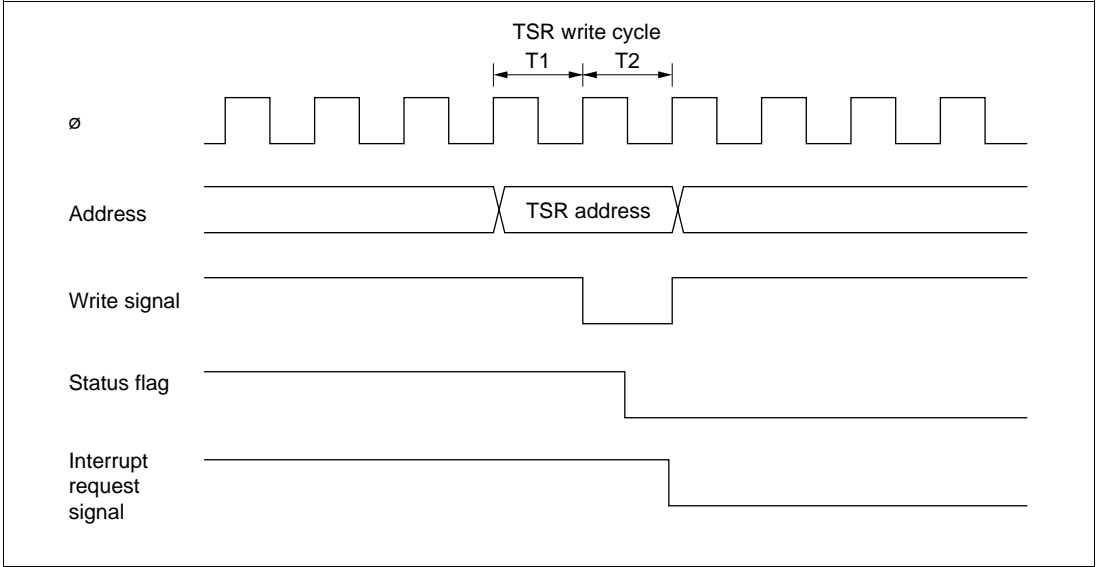 TSR write cycle
T1 T2
ø
Address
TSR address
Write signal
Status flag
Interrupt
request
signal